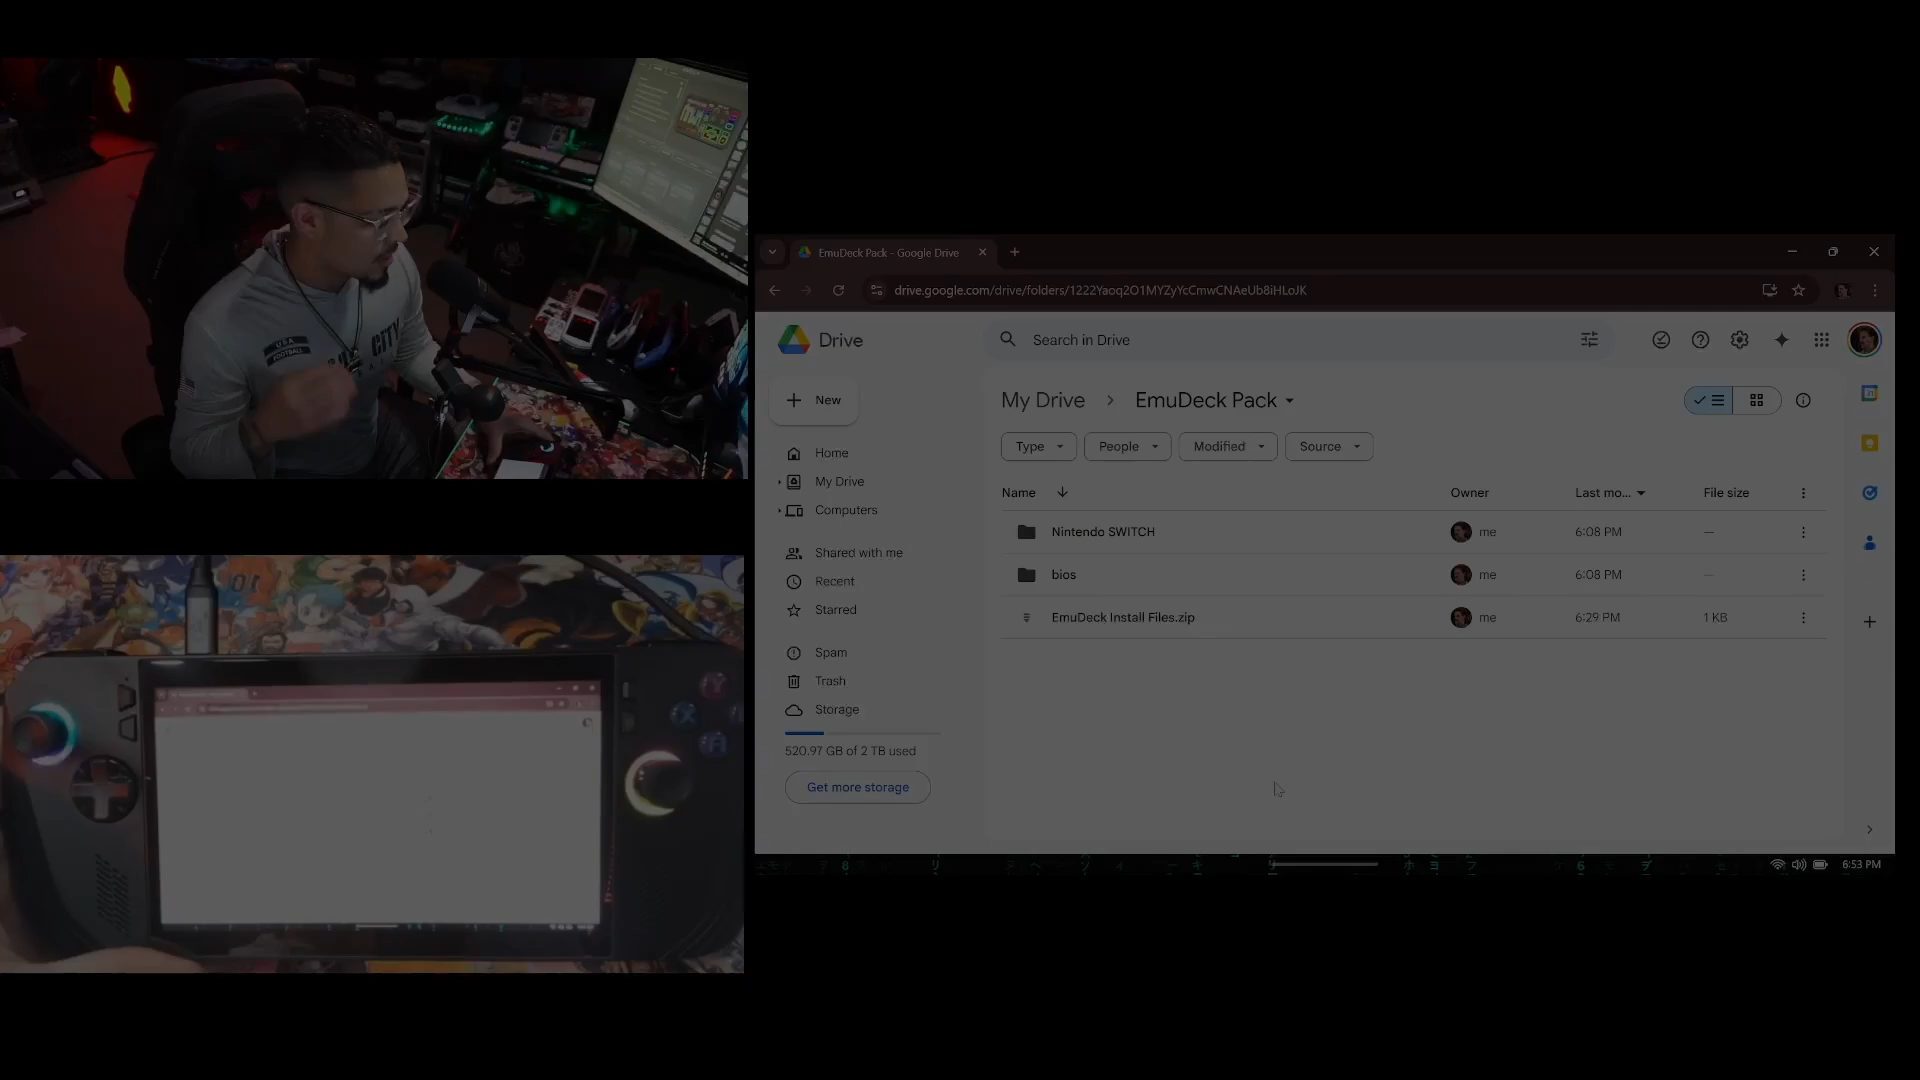 USA
FOOTBALL
CITY
Y
X
A
EmuDeck Pack - Google Drive
drive.google.com/drive/folders/1222Yaoq2O1MYZyYcCmwCNAeUb8iHLoJK
Drive
Search in Drive
New
My Drive > EmuDeck Pack
Type People Modified Source
Home
My Drive
Computers
Shared with me
Recent
Starred
Spam
Trash
Storage
520.97 GB of 2 TB used
Get more storage
Name Owner Last mo... File size
Nintendo SWITCH me 6:08 PM —
bios me 6:08 PM —
EmuDeck Install Files.zip me 6:29 PM 1 KB
6:53 PM